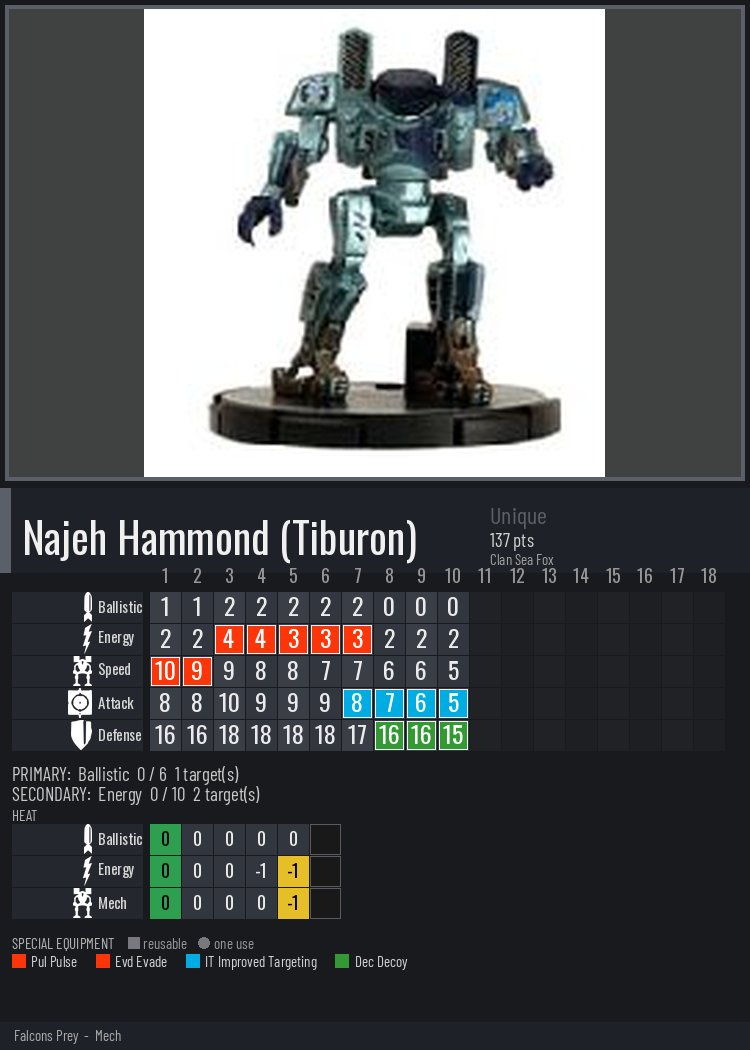 Najeh Hammond (Tiburon)
Unique
137 pts
Clan Sea Fox
1 2 3 4 5 6 7 8 9 10 11 12 13 14 15 16 17 18
Ballistic 1 1 2 2 2 2 2 0 0 0
Energy 2 2 4 4 3 3 3 2 2 2
Speed 10 9 9 8 8 7 7 6 6 5
Attack 8 8 10 9 9 9 8 7 6 5
Defense 16 16 18 18 18 18 17 16 16 15
PRIMARY: Ballistic 0 / 6 1 target(s)
SECONDARY: Energy 0 / 10 2 target(s)
HEAT
Ballistic 0 0 0 0 0
Energy 0 0 0 -1 -1
Mech 0 0 0 0 -1
SPECIAL EQUIPMENT reusable one use
Pul Pulse Evd Evade IT Improved Targeting Dec Decoy
Falcons Prey - Mech